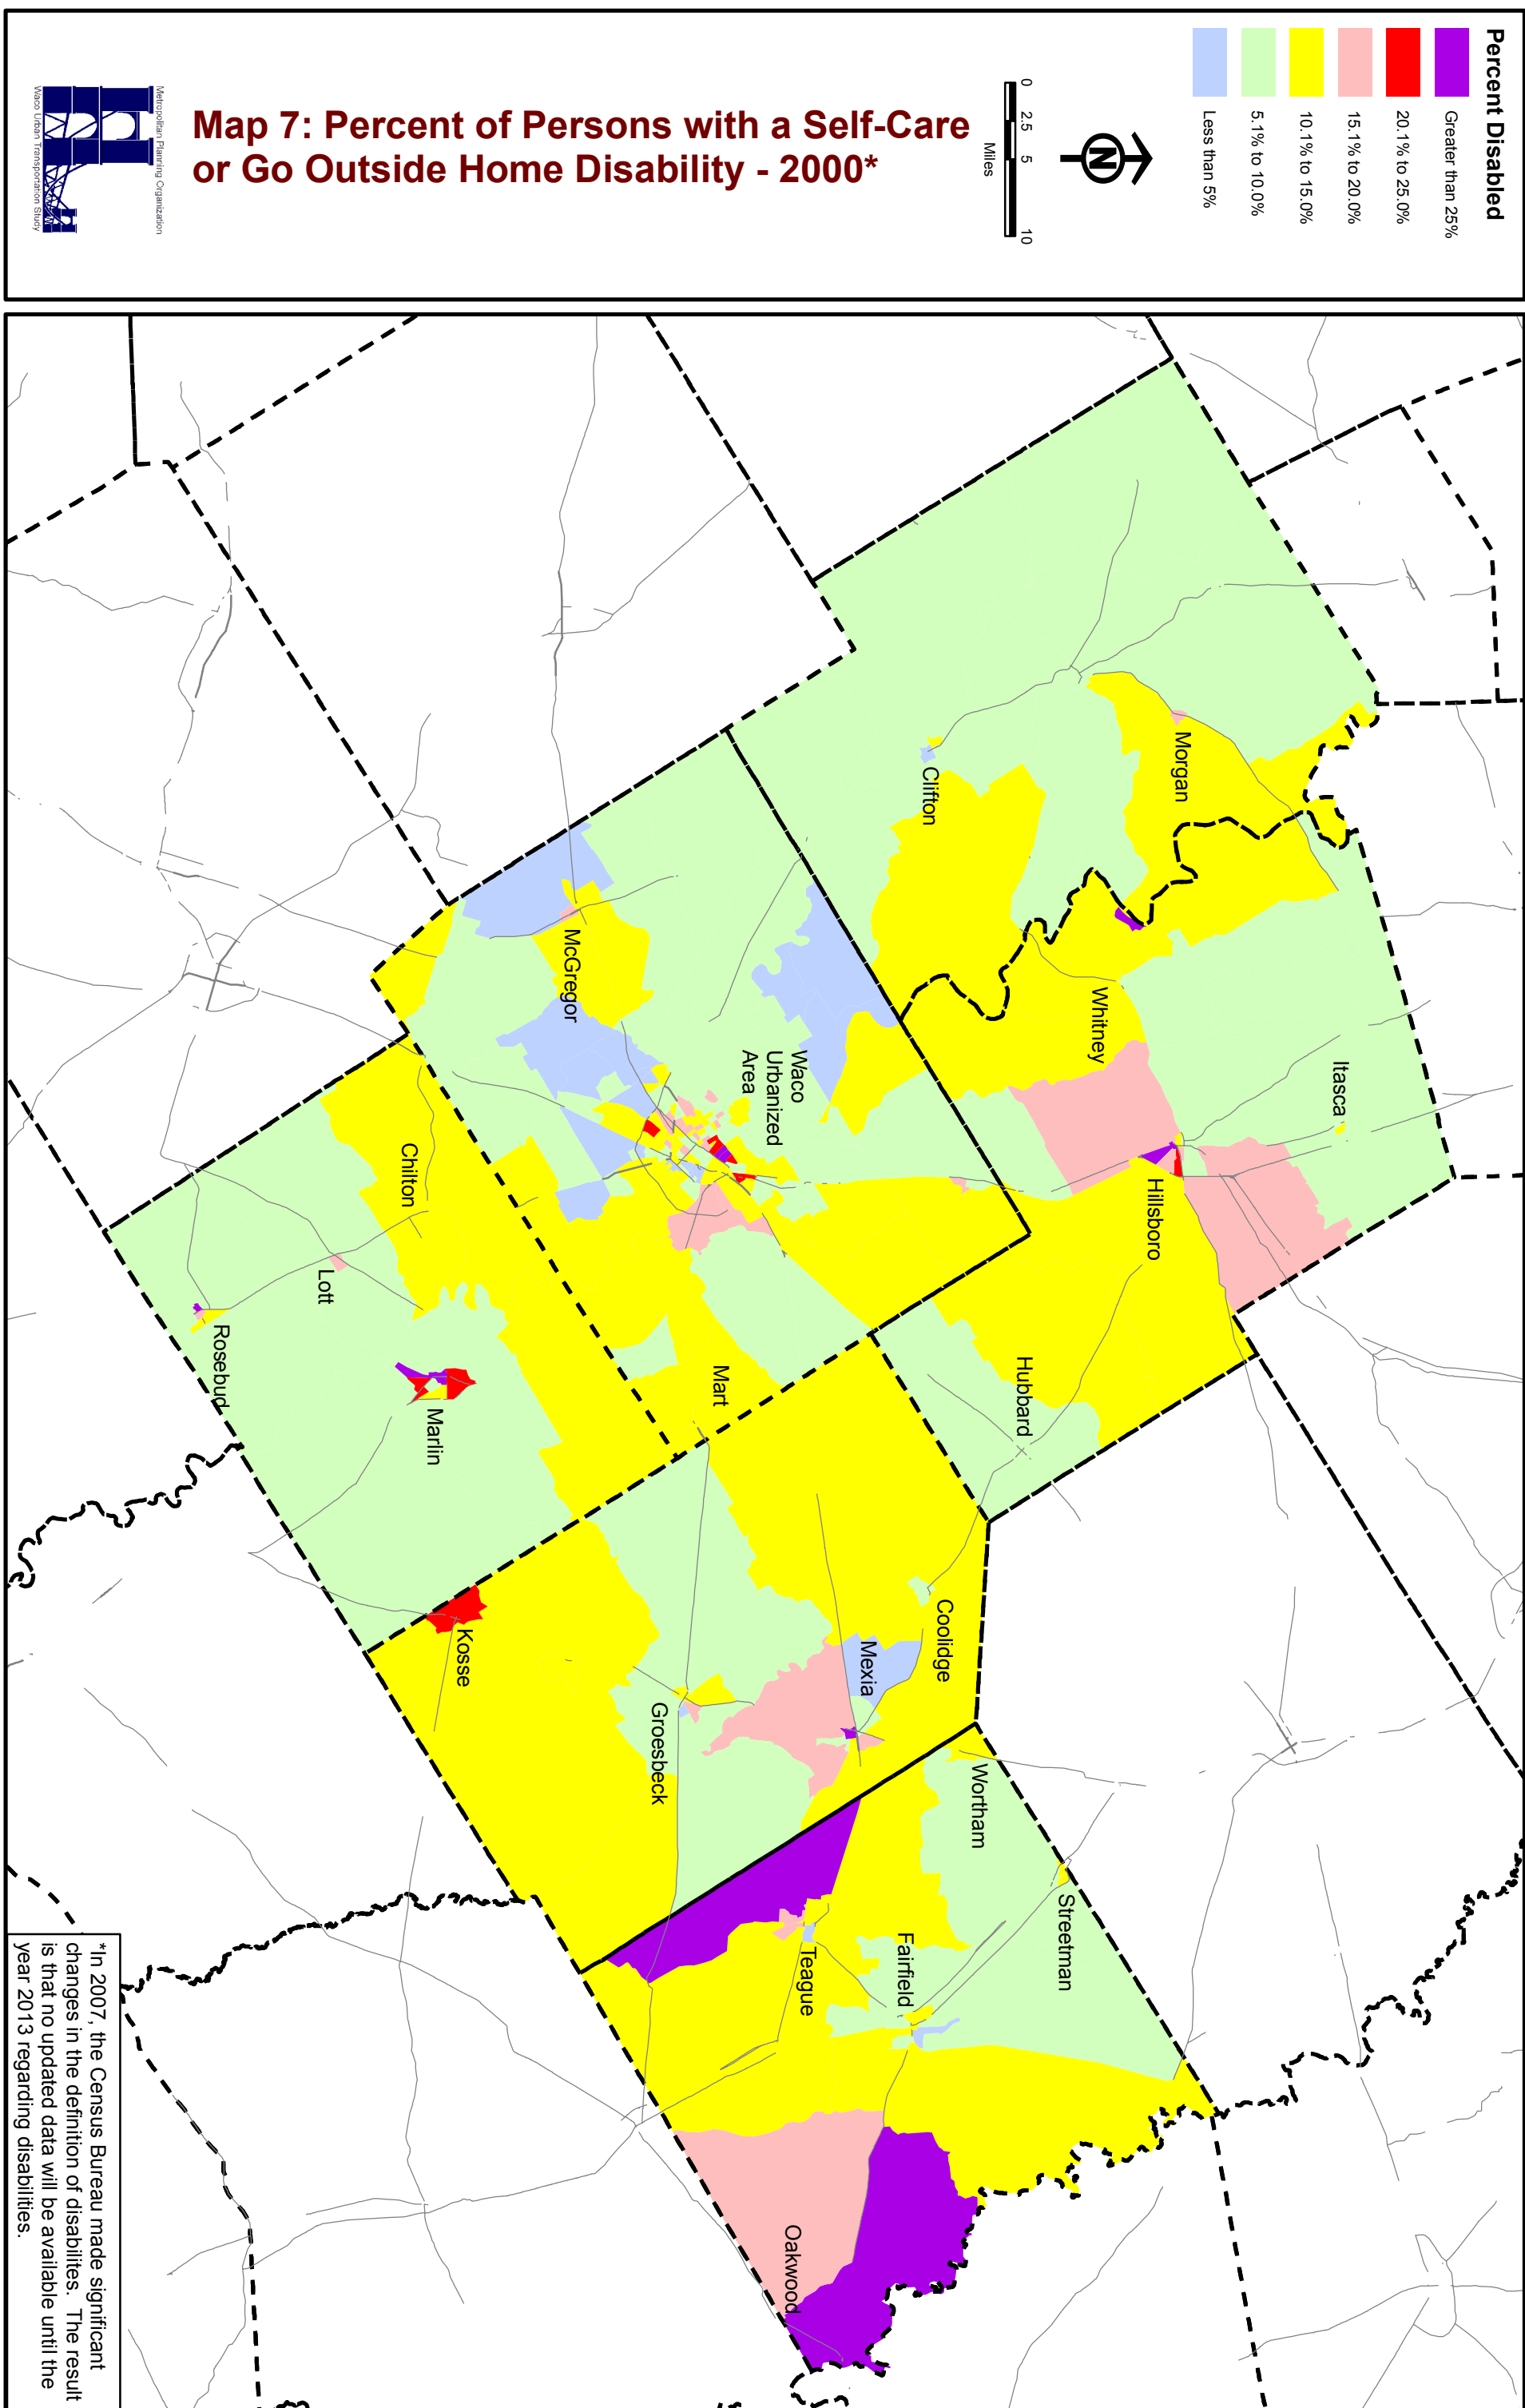 Percent Disabled
Greater than 25%
20.1% to 25.0%
15.1% to 20.0%
10.1% to 15.0%
5.1% to 10.0%
Less than 5%
N
0 2.5 5 10
Miles
Map 7: Percent of Persons with a Self-Care
or Go Outside Home Disability - 2000*
Metropolitan Planning Organization
Waco Urban Transportation Study
Itasca
Morgan
Whitney
Hillsboro
Clifton
Hubbard
Waco
Urbanized
Area
McGregor
Mart
Chilton
Lott
Rosebud
Marlin
Kosse
Coolidge
Mexia
Groesbeck
Wortham
Streetman
Fairfield
Teague
Oakwood
*In 2007, the Census Bureau made significant
changes in the definition of disabilites. The result
is that no updated data will be available until the
year 2013 regarding disabilities.